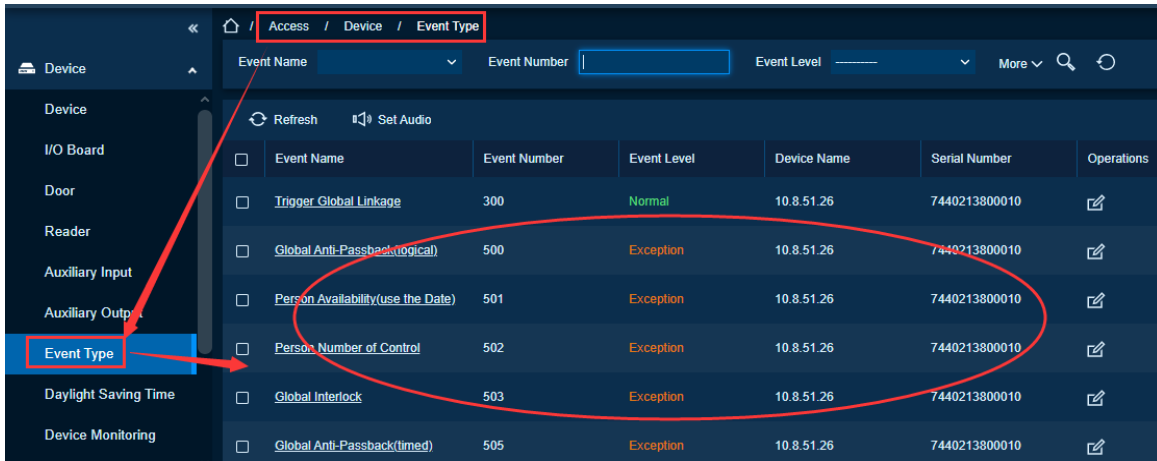 «
/ Access / Device / Event Type
Device
Event Name Event Number Event Level ---------- More
Device
Refresh Set Audio
I/O Board
Event Name Event Number Event Level Device Name Serial Number Operations
Door
Trigger Global Linkage 300 Normal 10.8.51.26 7440213800010
Reader
Global Anti-Passback(logical) 500 Exception 10.8.51.26 7440213800010
Auxiliary Input
Person Availability(use the Date) 501 Exception 10.8.51.26 7440213800010
Auxiliary Output
Event Type
Person Number of Control 502 Exception 10.8.51.26 7440213800010
Daylight Saving Time
Global Interlock 503 Exception 10.8.51.26 7440213800010
Device Monitoring
Global Anti-Passback(timed) 505 Exception 10.8.51.26 7440213800010